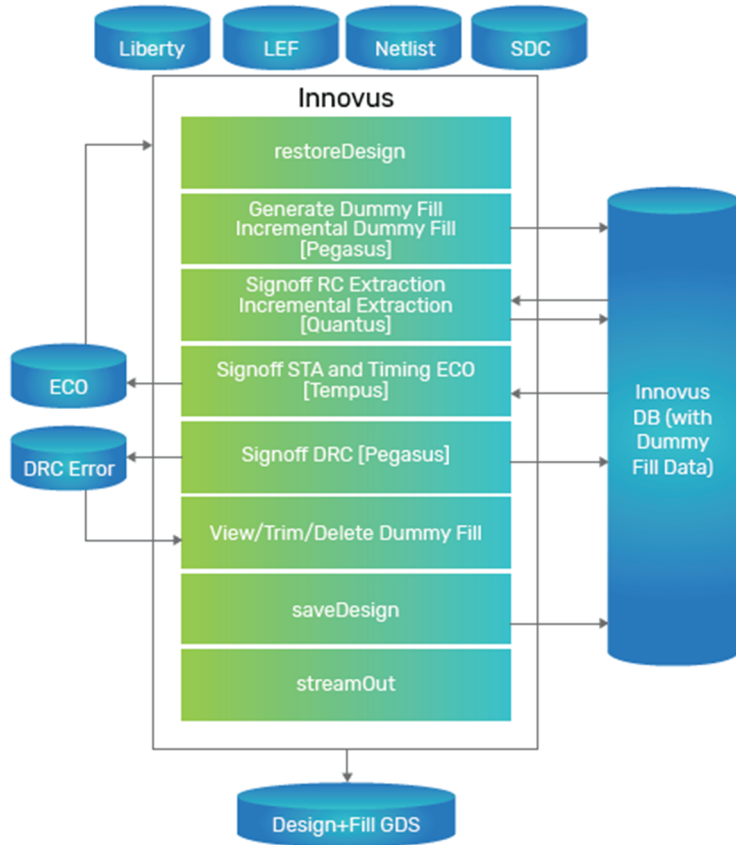 Liberty
LEF
Netlist
SDC
Innovus
restoreDesign
Generate Dummy Fill
Incremental Dummy Fill
[Pegasus]
Signoff RC Extraction
Incremental Extraction
[Quantus]
Signoff STA and Timing ECO
[Tempus]
ECO
Signoff DRC [Pegasus]
DRC Error
View/Trim/Delete Dummy Fill
saveDesign
streamOut
Innovus
DB (with
Dummy
Fill Data)
Design+Fill GDS